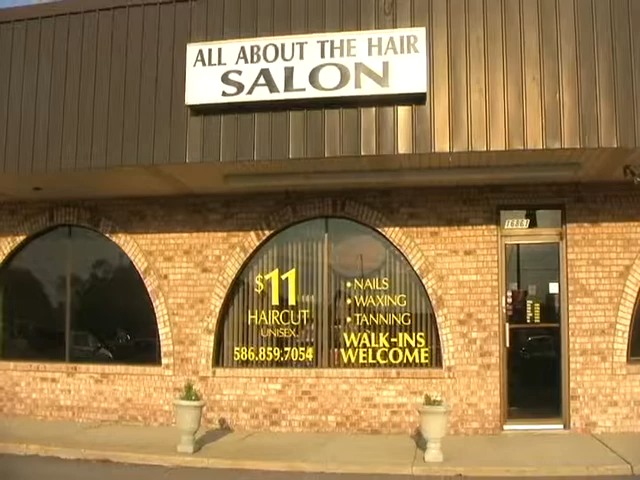 ALL ABOUT THE HAIR
SALON
$11
HAIRCUT
UNISEX
586.859.7054
• NAILS
• WAXING
• TANNING
WALK-INS
WELCOME